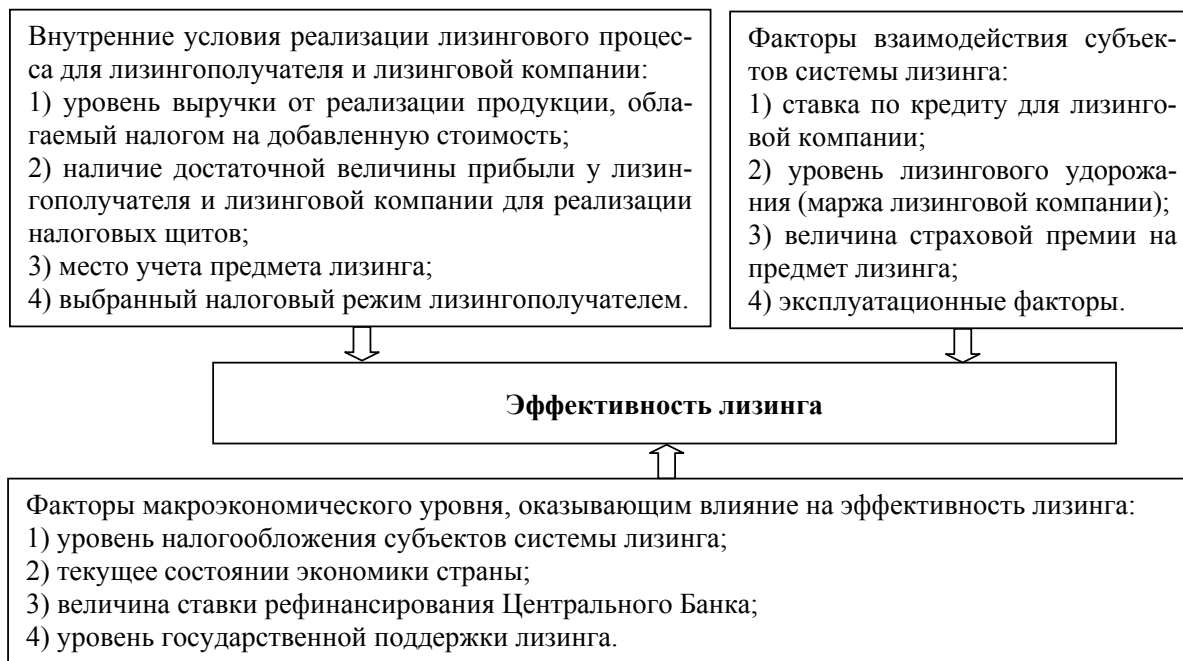 Внутренние условия реализации лизингового процес-
са для лизингополучателя и лизинговой компании:
1) уровень выручки от реализации продукции, обла-
гаемый налогом на добавленную стоимость;
2) наличие достаточной величины прибыли у лизин-
гополучателя и лизинговой компании для реализации
налоговых щитов;
3) место учета предмета лизинга;
4) выбранный налоговый режим лизингополучателем.
Факторы взаимодействия субъек-
тов системы лизинга:
1) ставка по кредиту для лизинго-
вой компании;
2) уровень лизингового удорожа-
ния (маржа лизинговой компании);
3) величина страховой премии на
предмет лизинга;
4) эксплуатационные факторы.
Эффективность лизинга
Факторы макроэкономического уровня, оказывающим влияние на эффективность лизинга:
1) уровень налогообложения субъектов системы лизинга;
2) текущее состоянии экономики страны;
3) величина ставки рефинансирования Центрального Банка;
4) уровень государственной поддержки лизинга.